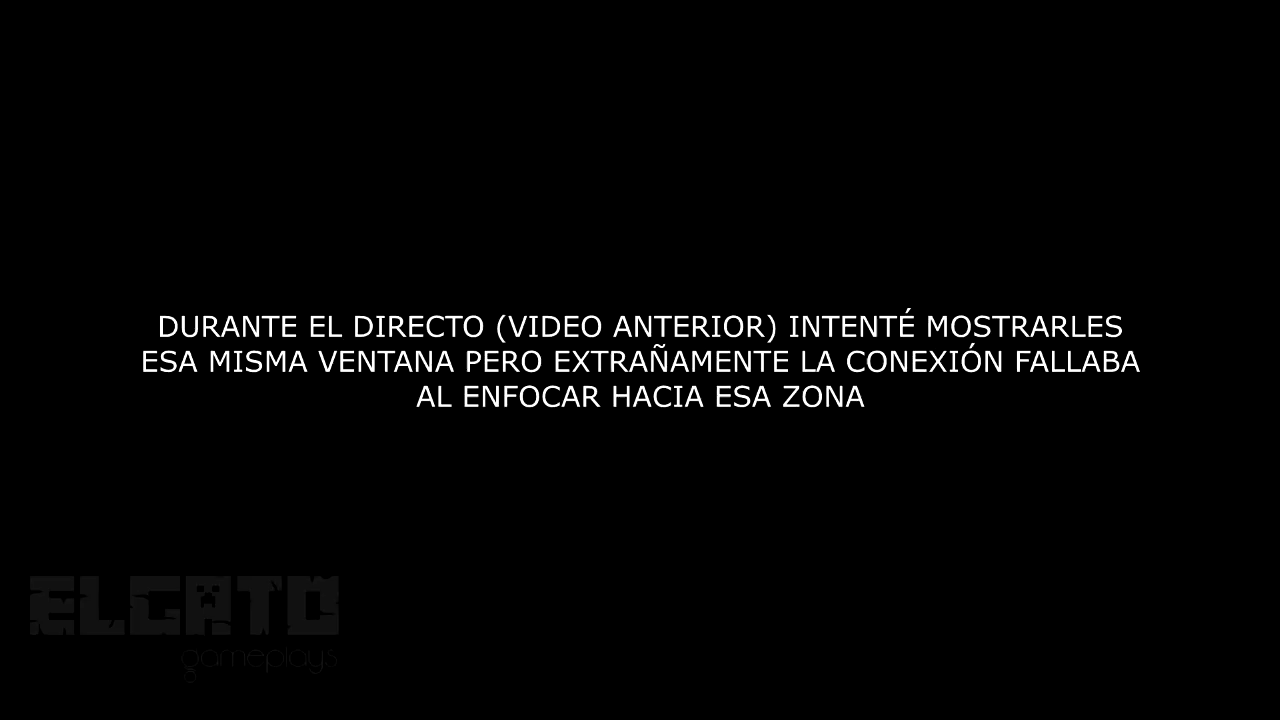 DURANTE EL DIRECTO (VIDEO ANTERIOR) INTENTÉ MOSTRARLES
ESA MISMA VENTANA PERO EXTRAÑAMENTE LA CONEXIÓN FALLABA
AL ENFOCAR HACIA ESA ZONA
ELGATO
gameplays